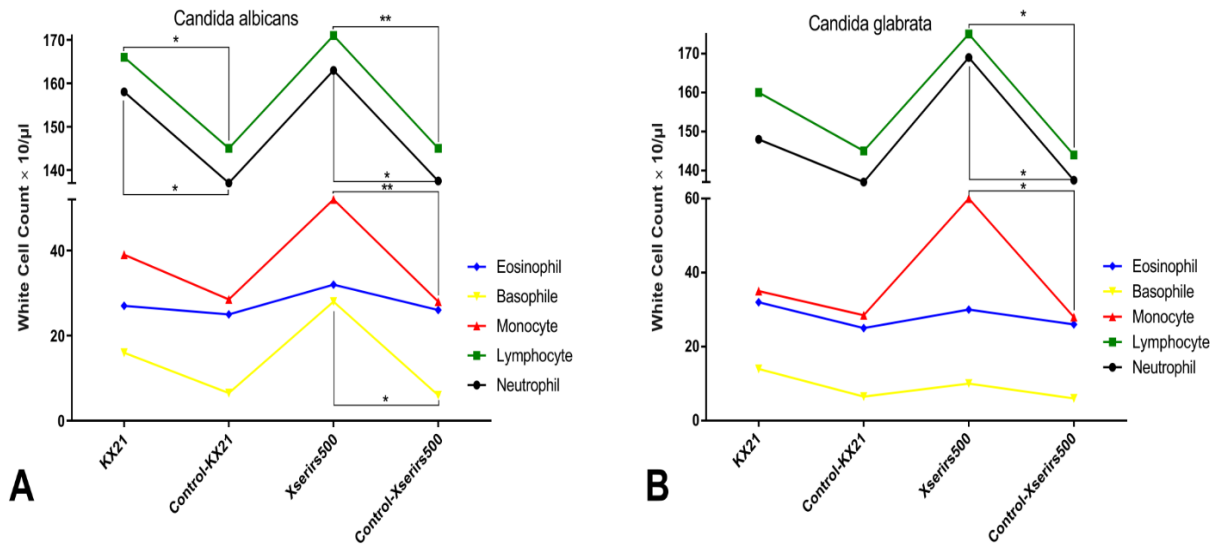 Candida albicans
**
*
170
160
150
140
*
*
**
40
20
0
*
White Cell Count × 10/µl
Eosinophil
Basophile
Monocyte
Lymphocyte
Neutrophil
KX21
Control-KX21
Xserirs500
Control-Xserirs500
A
Candida glabrata
*
170
160
150
140
*
*
60
40
20
0
White Cell Count × 10/µl
Eosinophil
Basophile
Monocyte
Lymphocyte
Neutrophil
KX21
Control-KX21
Xserirs500
Control-Xserirs500
B